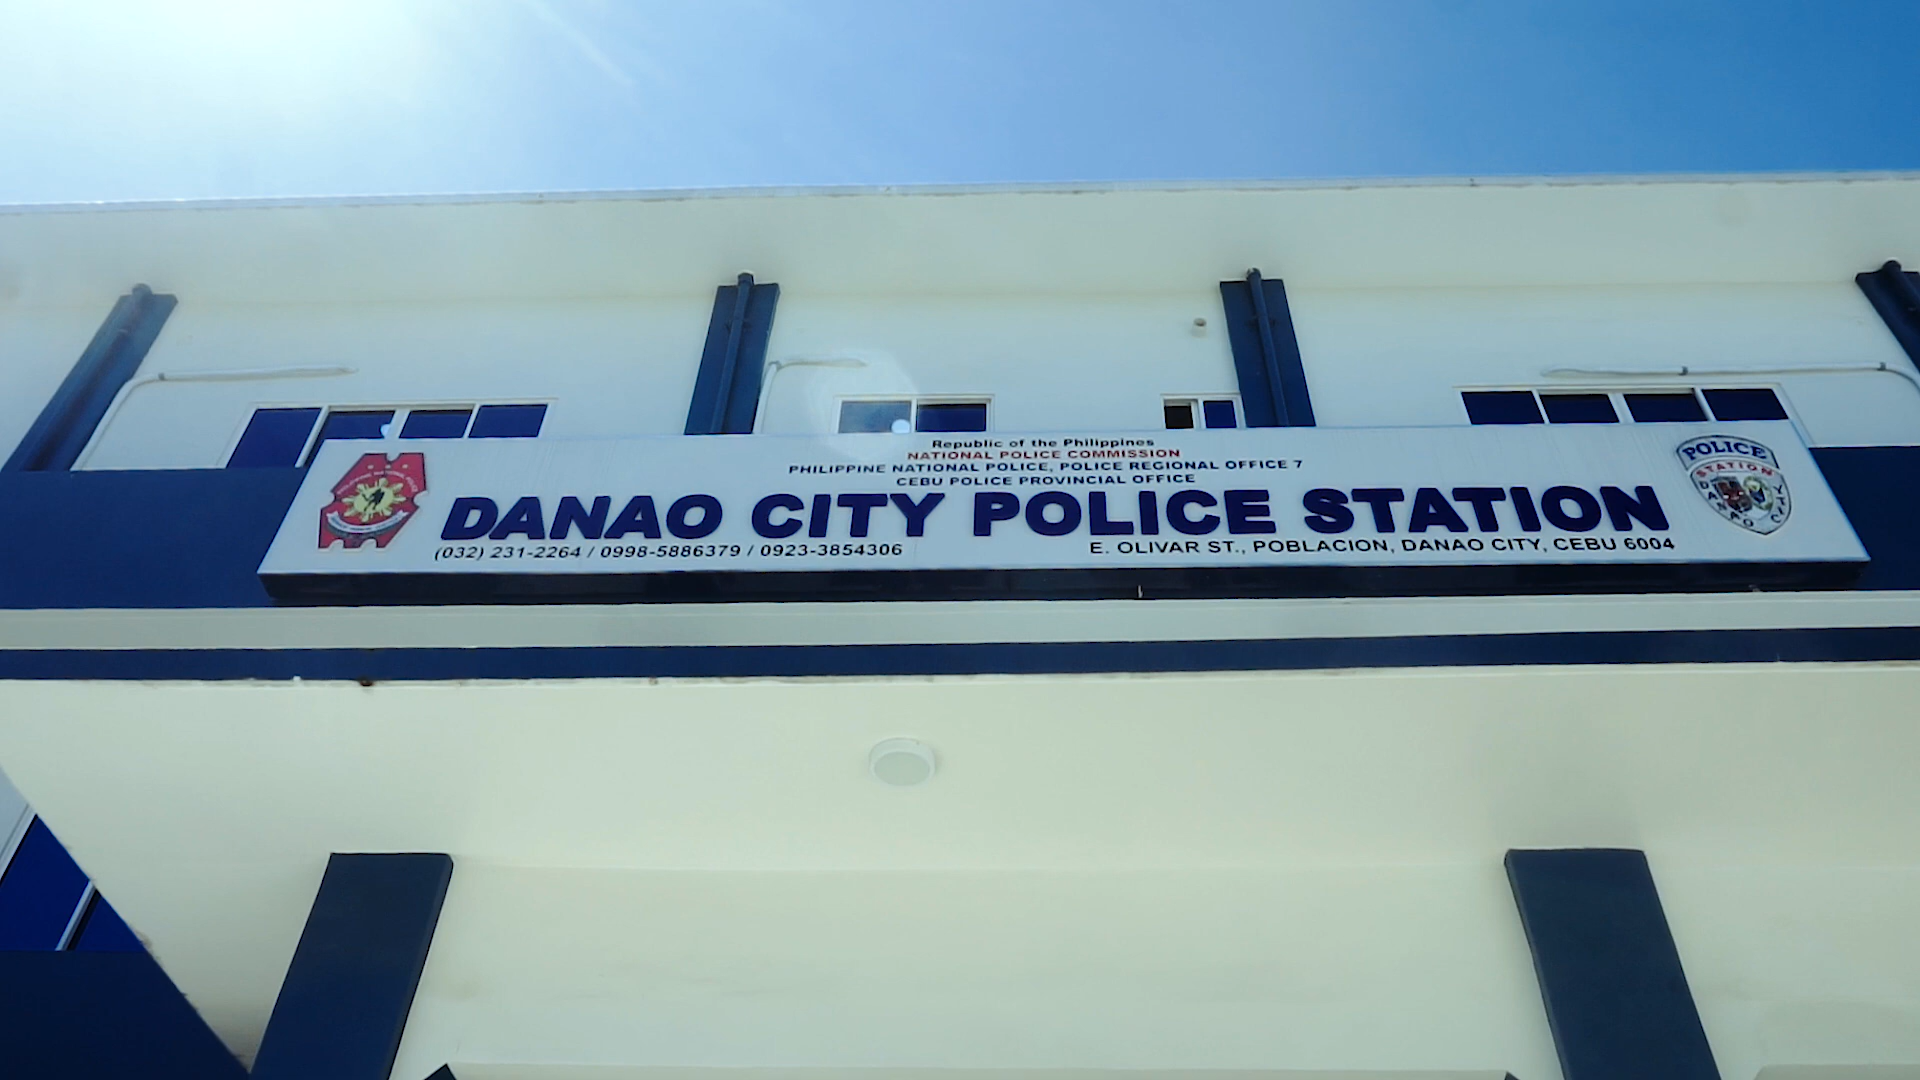 Republic of the Philippines
NATIONAL POLICE COMMISSION
PHILIPPINE NATIONAL POLICE, POLICE REGIONAL OFFICE 7
CEBU POLICE PROVINCIAL OFFICE
DANAO CITY POLICE STATION
(032) 231-2264 / 0998-5886379 / 0923-3854306
E. OLIVAR ST., POBLACION, DANAO CITY, CEBU 6004
POLICE
STATION
DANAO CITY